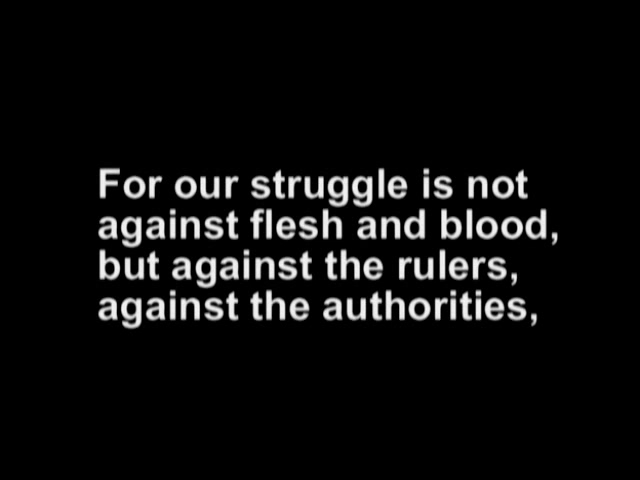 For our struggle is not
against flesh and blood,
but against the rulers,
against the authorities,